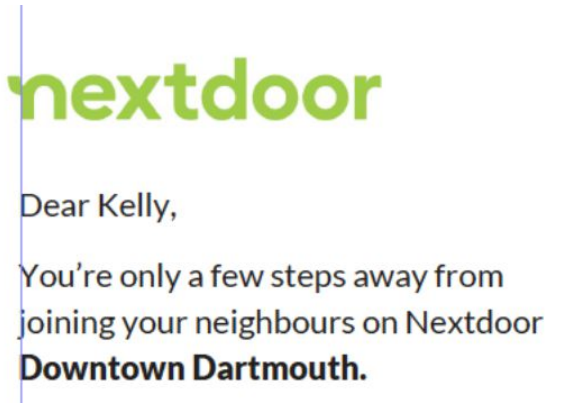 nextdoor
Dear Kelly,
You’re only a few steps away from
joining your neighbours on Nextdoor
Downtown Dartmouth.